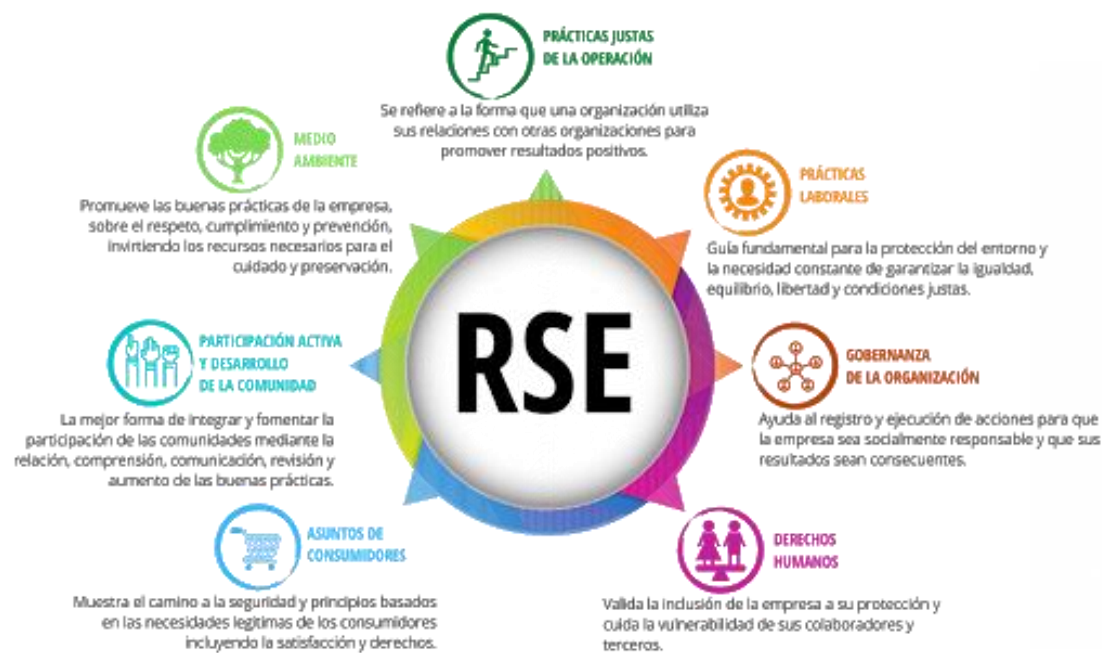 PRÁCTICAS JUSTAS
DE LA OPERACIÓN
Se refiere a la forma que una organización utiliza
sus relaciones con otras organizaciones para
promover resultados positivos.
MEDIO
AMBIENTE
Promueve las buenas prácticas de la empresa,
sobre el respeto, cumplimiento y prevención,
invirtiendo los recursos necesarios para el
cuidado y preservación.
PRÁCTICAS
LABORALES
Guía fundamental para la protección del entorno y
la necesidad constante de garantizar la igualdad,
equilibrio, libertad y condiciones justas.
RSE
PARTICIPACIÓN ACTIVA
Y DESARROLLO
DE LA COMUNIDAD
La mejor forma de integrar y fomentar la
participación de las comunidades mediante la
relación, comprensión, comunicación, revisión y
aumento de las buenas prácticas.
GOBERNANZA
DE LA ORGANIZACIÓN
Ayuda al registro y ejecución de acciones para que
la empresa sea socialmente responsable y que sus
resultados sean consecuentes.
ASUNTOS DE
CONSUMIDORES
Muestra el camino a la seguridad y principios basados
en las necesidades legitimas de los consumidores
incluyendo la satisfacción y derechos.
DERECHOS
HUMANOS
Valida la inclusión de la empresa a su protección y
cuida la vulnerabilidad de sus colaboradores y
terceros.